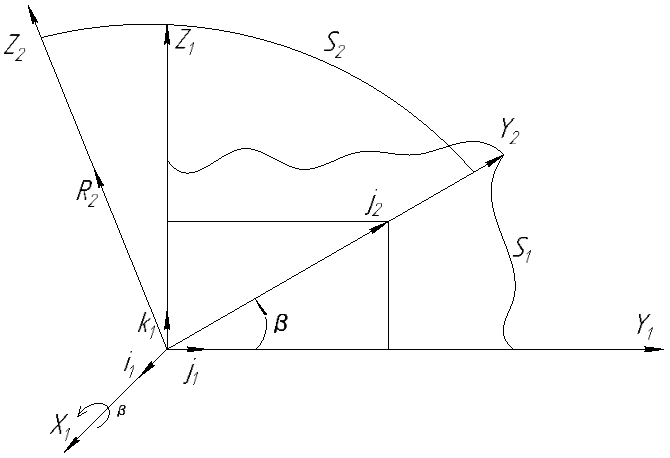 Z₂
Z₁
S₂
Y₂
R₂
j₂
S₁
k₁
β
Y₁
i₁
j₁
X₁
β